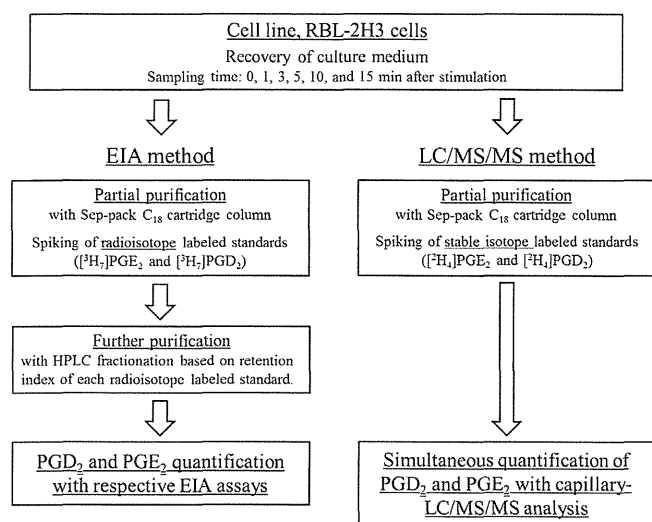 Cell line, RBL-2H3 cells
Recovery of culture medium
Sampling time: 0, 1, 3, 5, 10, and 15 min after stimulation
EIA method
Partial purification
with Sep-pack C₁₈ cartridge column
Spiking of radioisotope labeled standards
([³H₇]PGE₂ and [³H₇]PGD₂)
Further purification
with HPLC fractionation based on retention
index of each radioisotope labeled standard.
PGD₂ and PGE₂ quantification
with respective EIA assays
LC/MS/MS method
Partial purification
with Sep-pack C₁₈ cartridge column
Spiking of stable isotope labeled standards
([²H₄]PGE₂ and [²H₄]PGD₂)
Simultaneous quantification of
PGD₂ and PGE₂ with capillary-
LC/MS/MS analysis